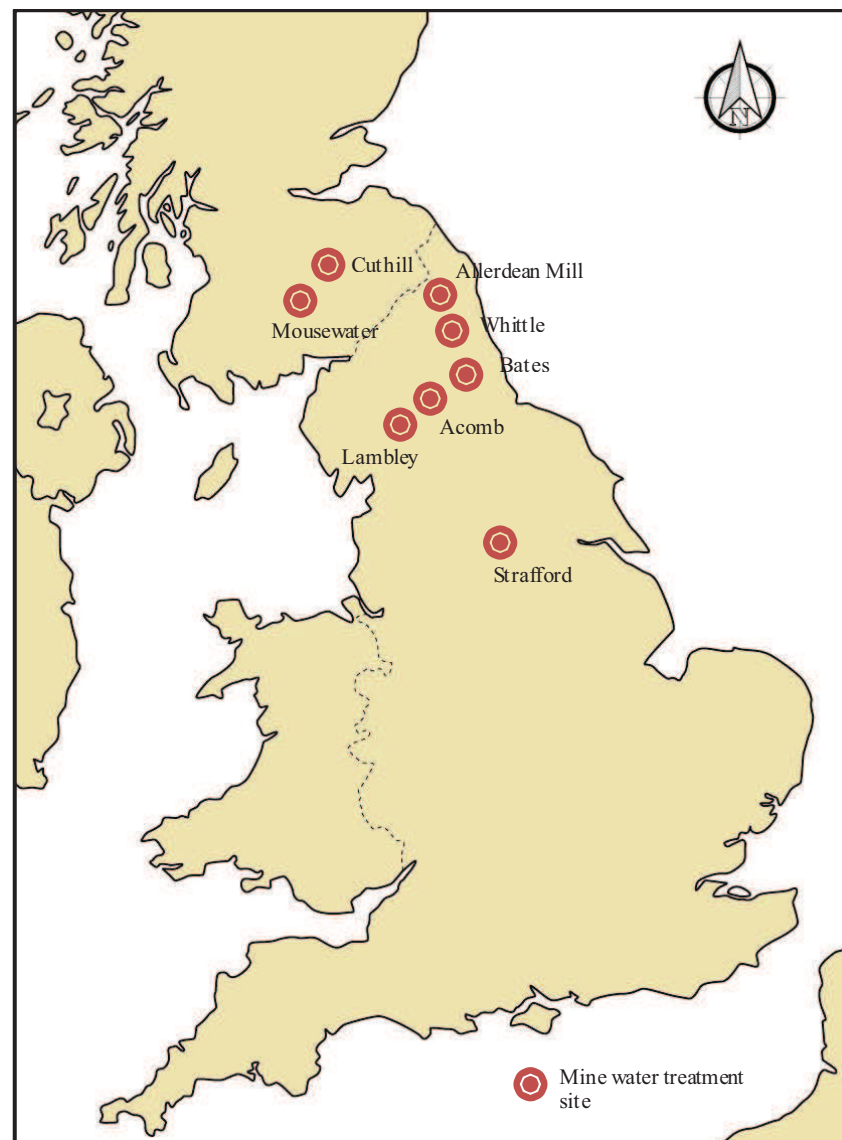 N
Cuthill
Allerdean Mill
Mousewater
Whittle
Bates
Acomb
Lambley
Strafford
Mine water treatment
site